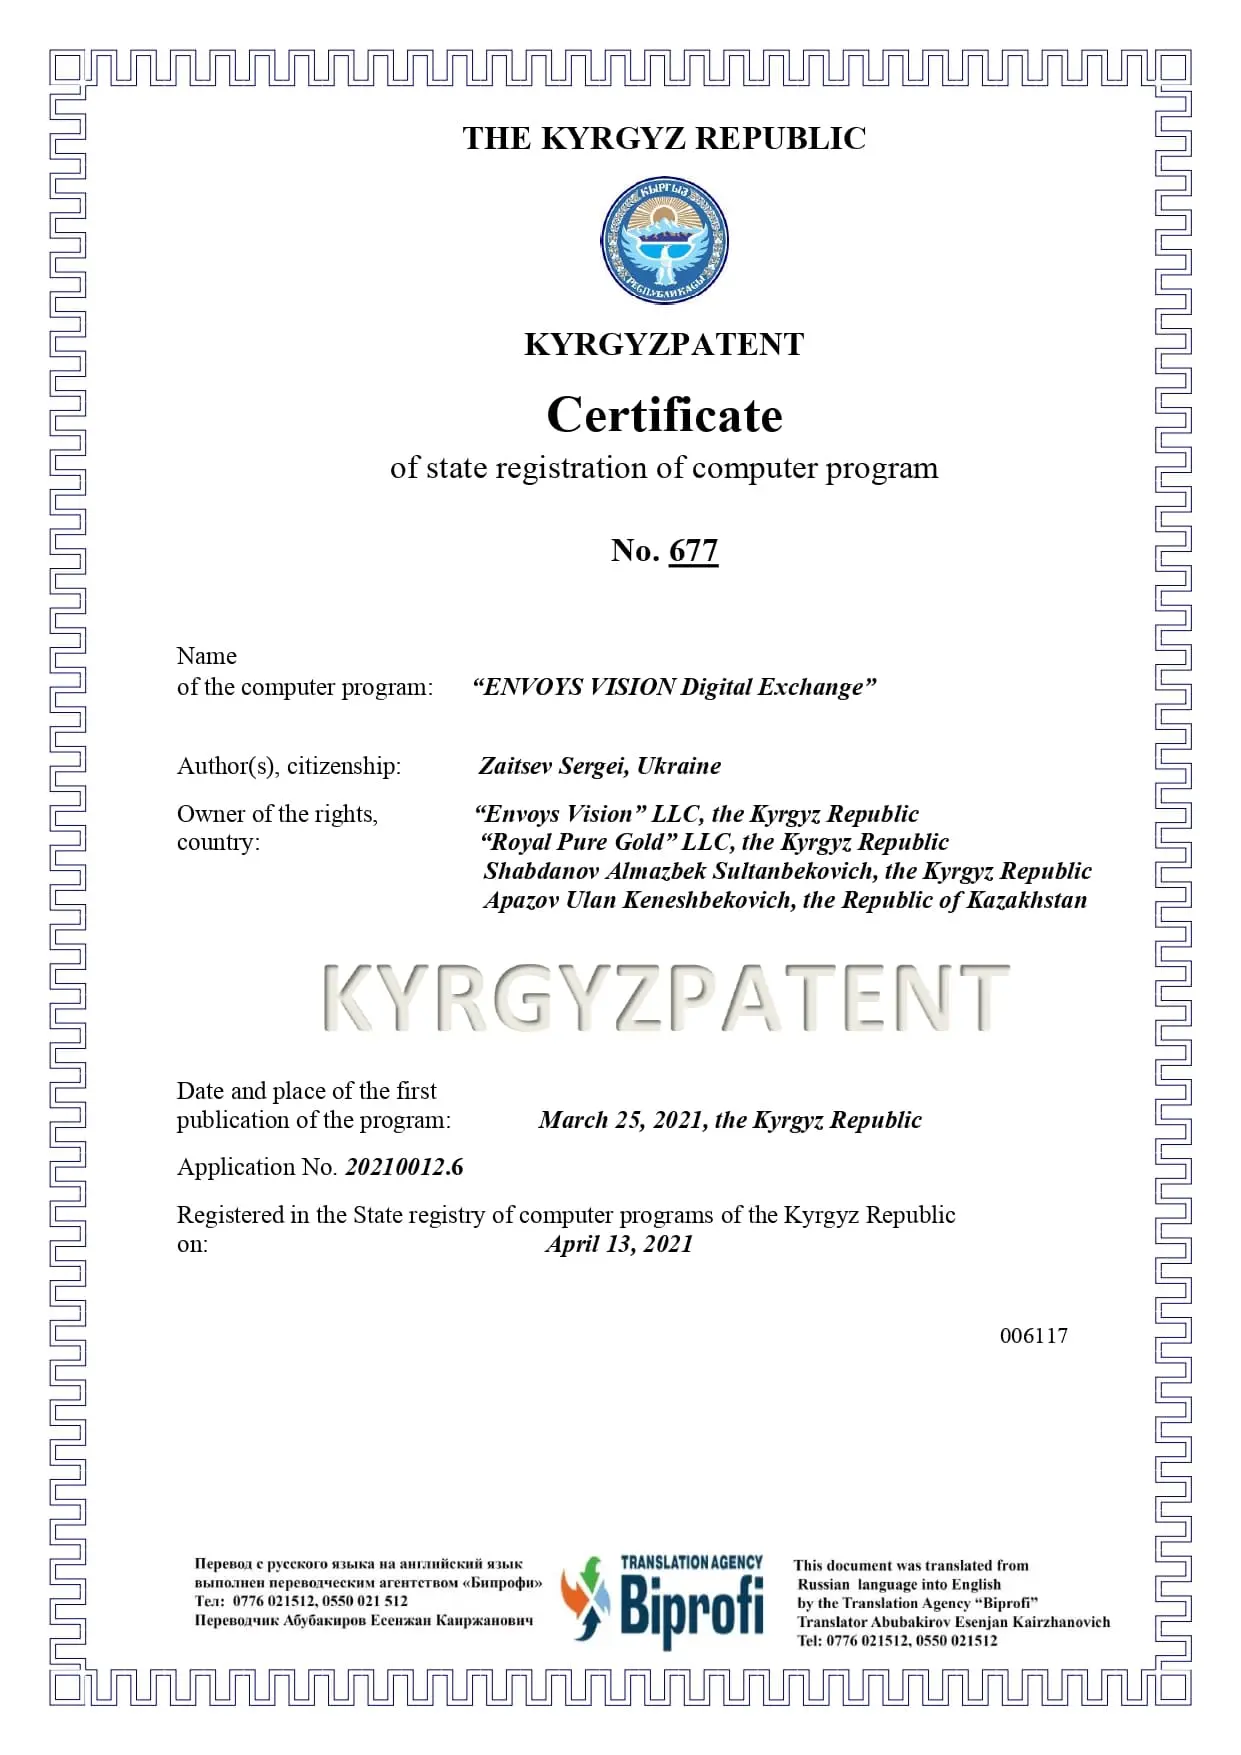 THE KYRGYZ REPUBLIC
КЫРГЫЗ
РЕСПУБЛИКАСЫ
KYRGYZPATENT
Certificate
of state registration of computer program
No. 677
Name
of the computer program: “ENVOYS VISION Digital Exchange”
Author(s), citizenship: Zaitsev Sergei, Ukraine
Owner of the rights, “Envoys Vision” LLC, the Kyrgyz Republic
country: “Royal Pure Gold” LLC, the Kyrgyz Republic
Shabdanov Almazbek Sultanbekovich, the Kyrgyz Republic
Apazov Ulan Keneshbekovich, the Republic of Kazakhstan
KYRGYZPATENT
Date and place of the first
publication of the program: March 25, 2021, the Kyrgyz Republic
Application No. 20210012.6
Registered in the State registry of computer programs of the Kyrgyz Republic
on: April 13, 2021
006117
Перевод с русского языка на английский язык
выполнен переводческим агентством «Бипрофи»
Тел: 0776 021512, 0550 021 512
Переводчик Абубакиров Есенжан Каиржанович
TRANSLATION AGENCY
Biprofi
This document was translated from
Russian language into English
by the Translation Agency “Biprofi”
Translator Abubakirov Esenjan Kairzhanovich
Tel: 0776 021512, 0550 021512